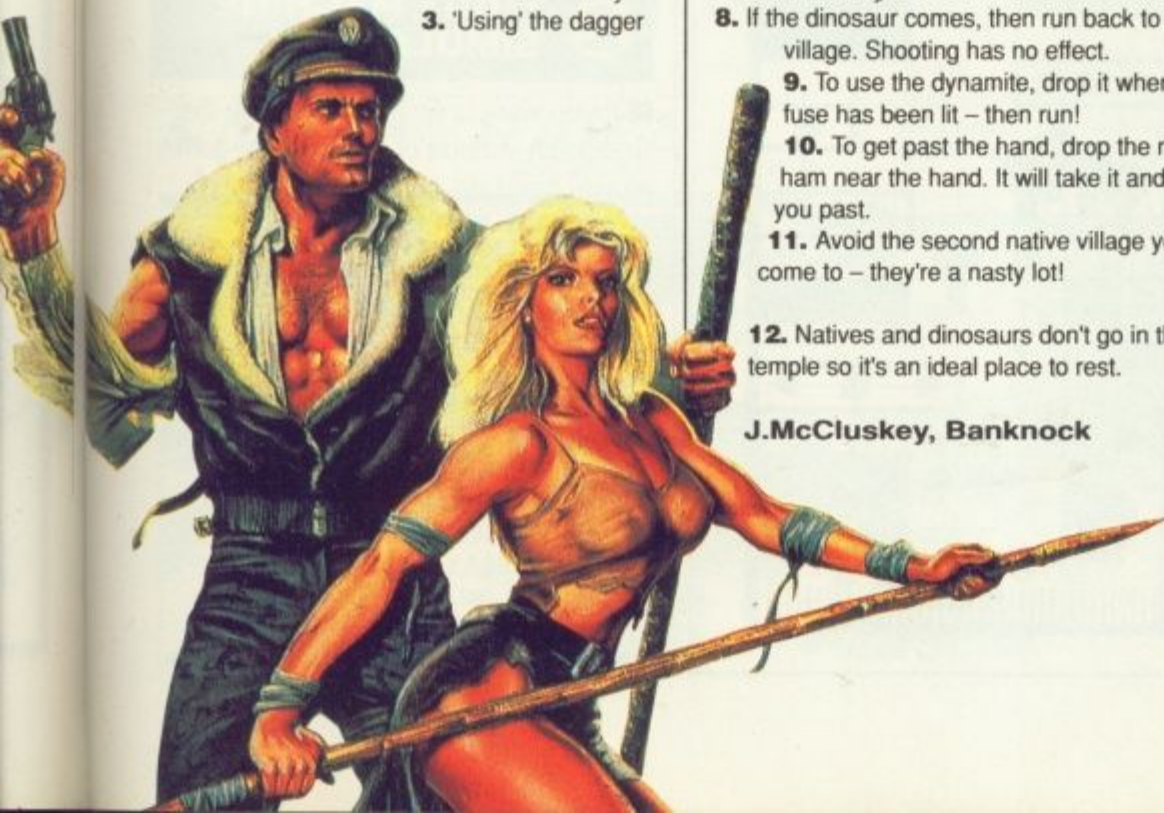 3. 'Using' the dagger
8. If the dinosaur comes, then run back to
village. Shooting has no effect.
9. To use the dynamite, drop it when
fuse has been lit – then run!
10. To get past the hand, drop the
ham near the hand. It will take it and
you past.
11. Avoid the second native village
come to – they're a nasty lot!
12. Natives and dinosaurs don't go in
temple so it's an ideal place to rest.
J.McCluskey, Banknock